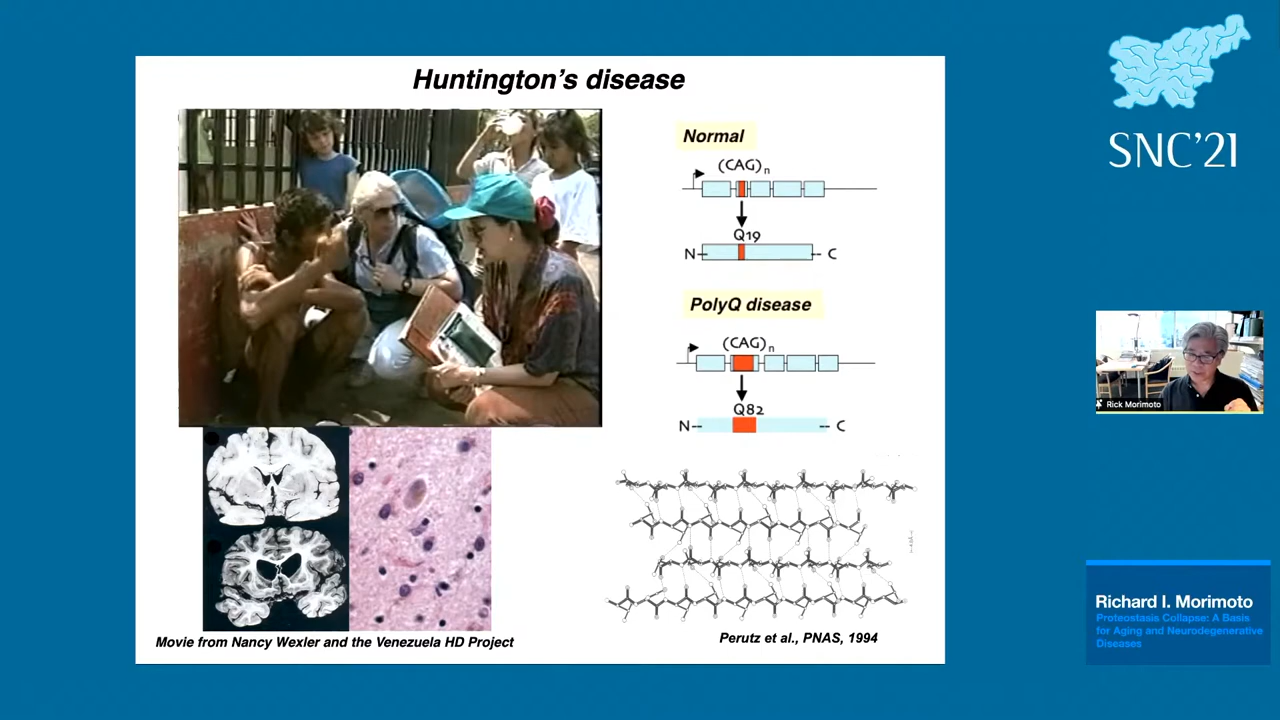 Huntington's disease
Normal
(CAG)n
Q19
N
C
PolyQ disease
(CAG)n
Q82
N
C
Movie from Nancy Wexler and the Venezuela HD Project
Perutz et al., PNAS, 1994
SNC'21
Rick Morimoto
Richard I. Morimoto
Proteostasis Collapse: A Basis
for Aging and Neurodegenerative
Diseases